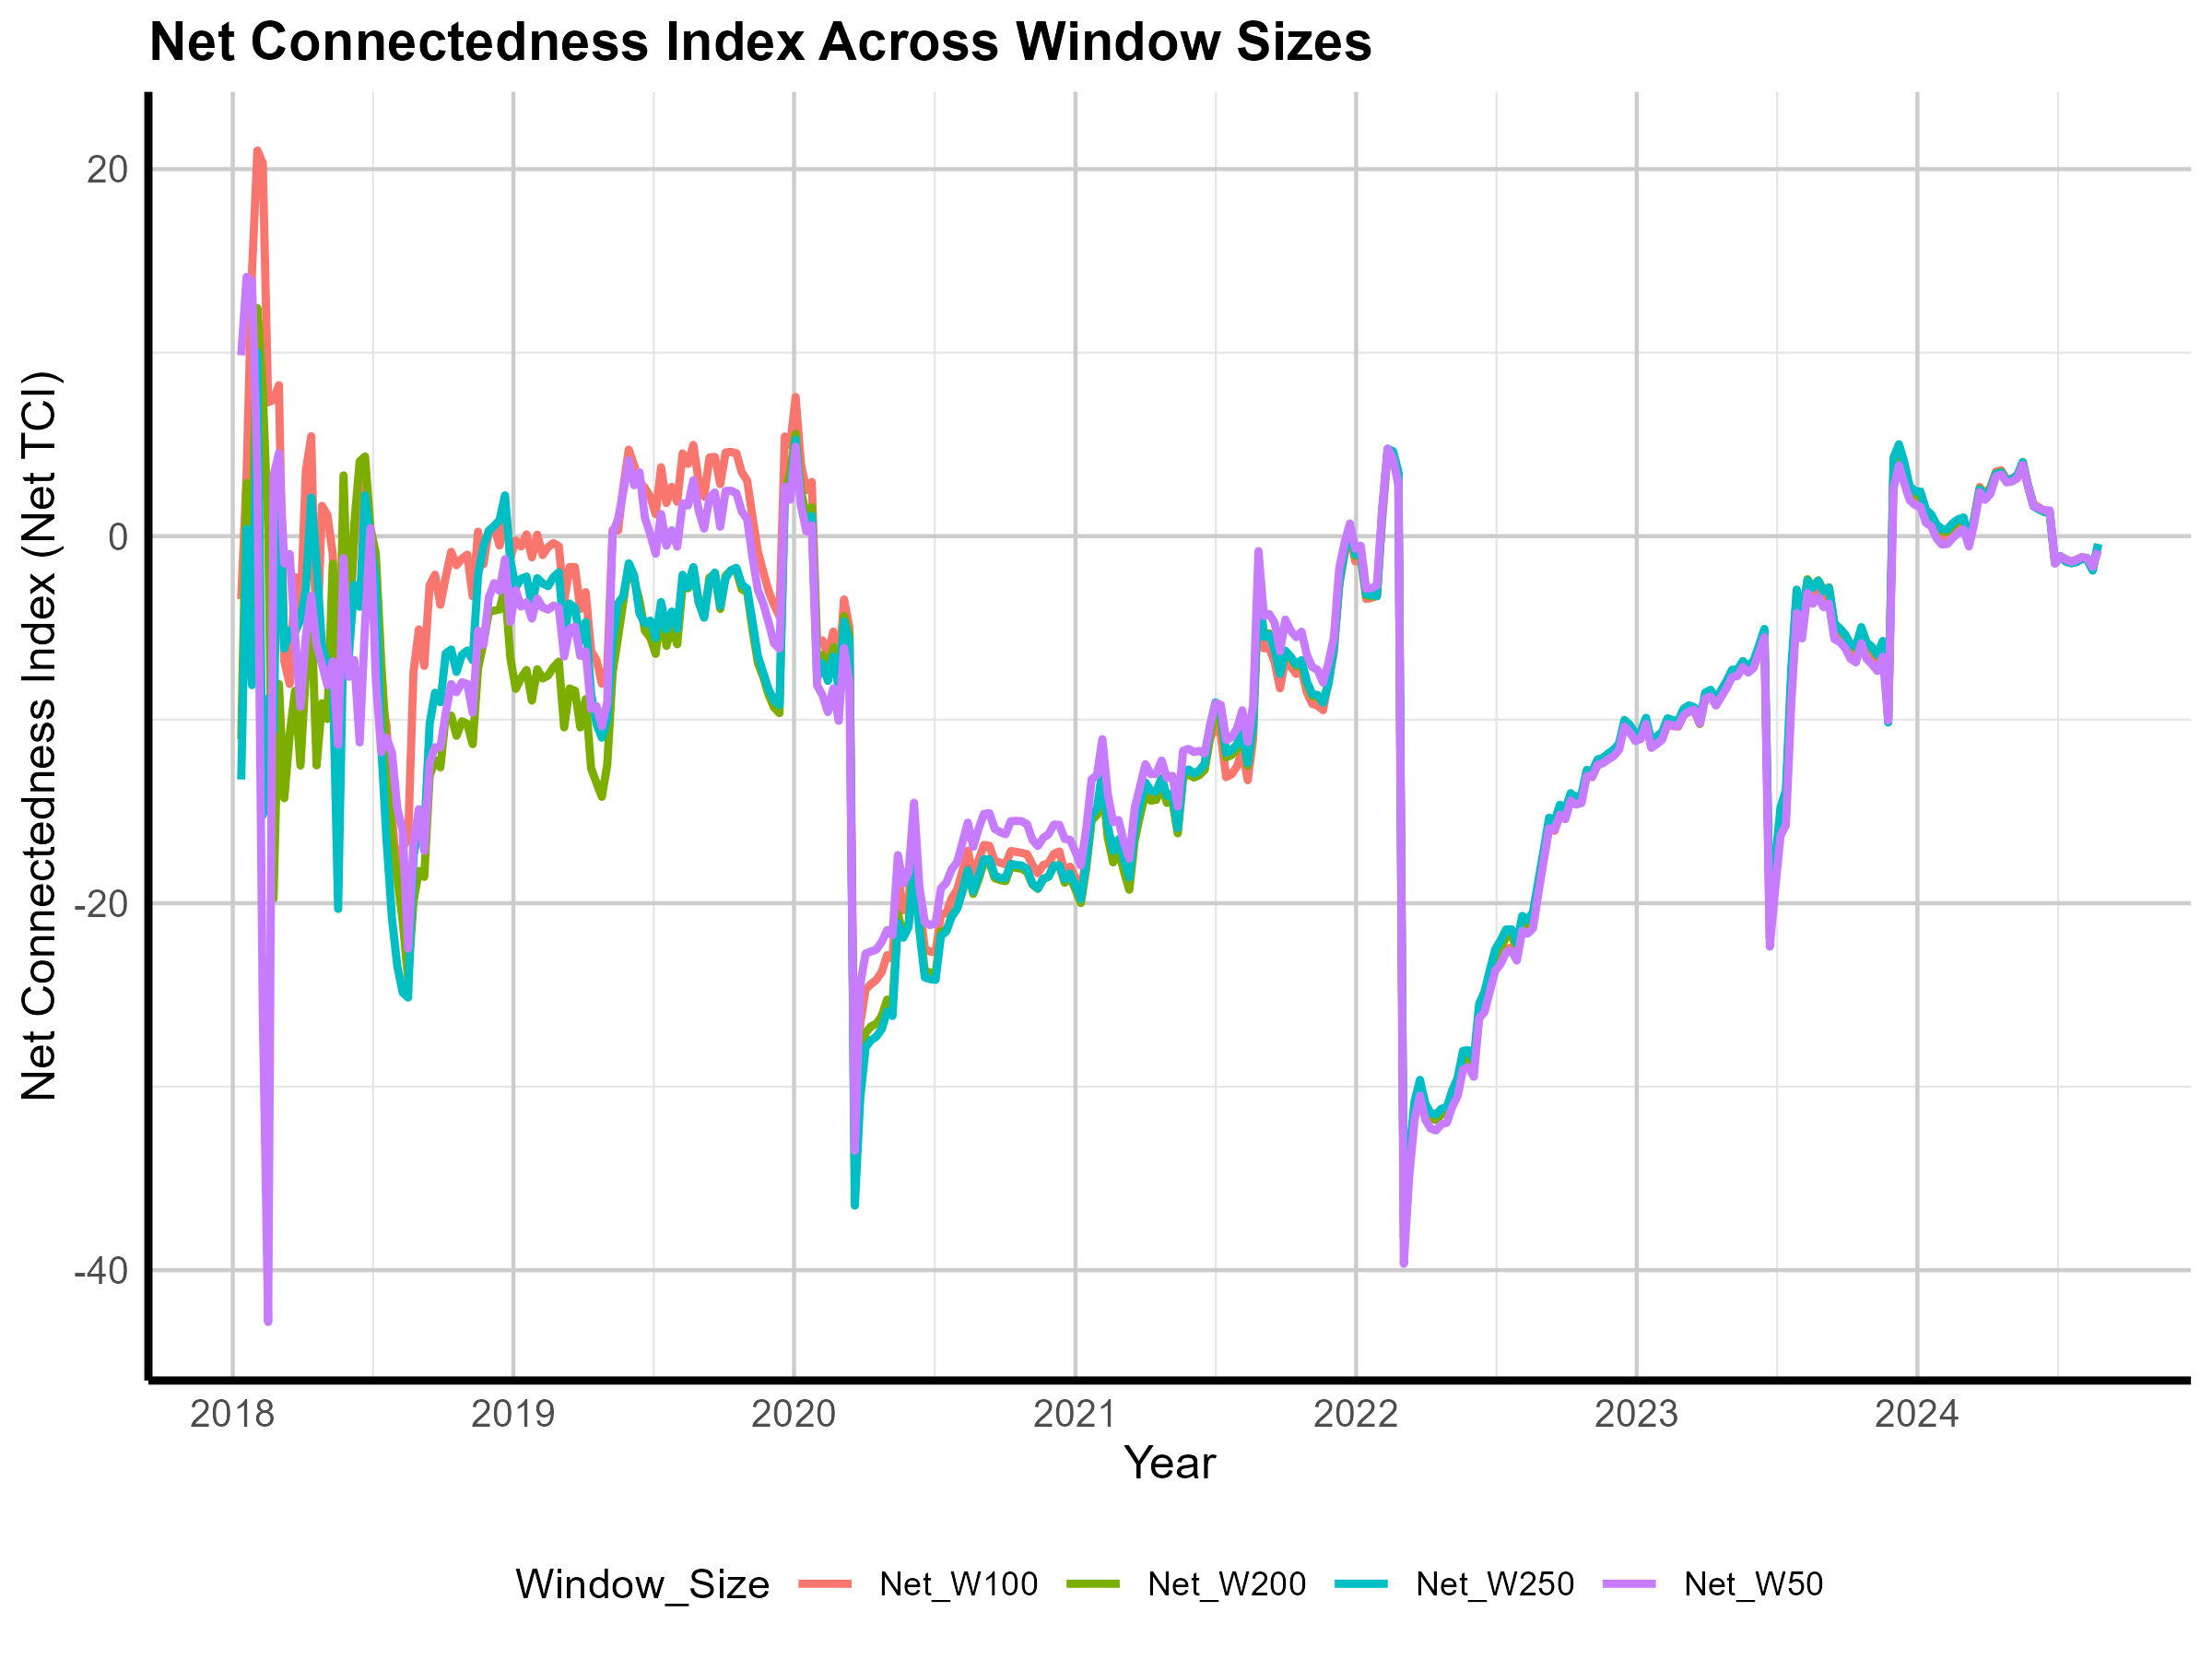 Net Connectedness Index Across Window Sizes
Net Connectedness Index (Net TCI)
20
0
-20
-40
2018 2019 2020 2021 2022 2023 2024
Year
Window_Size Net_W100 Net_W200 Net_W250 Net_W50